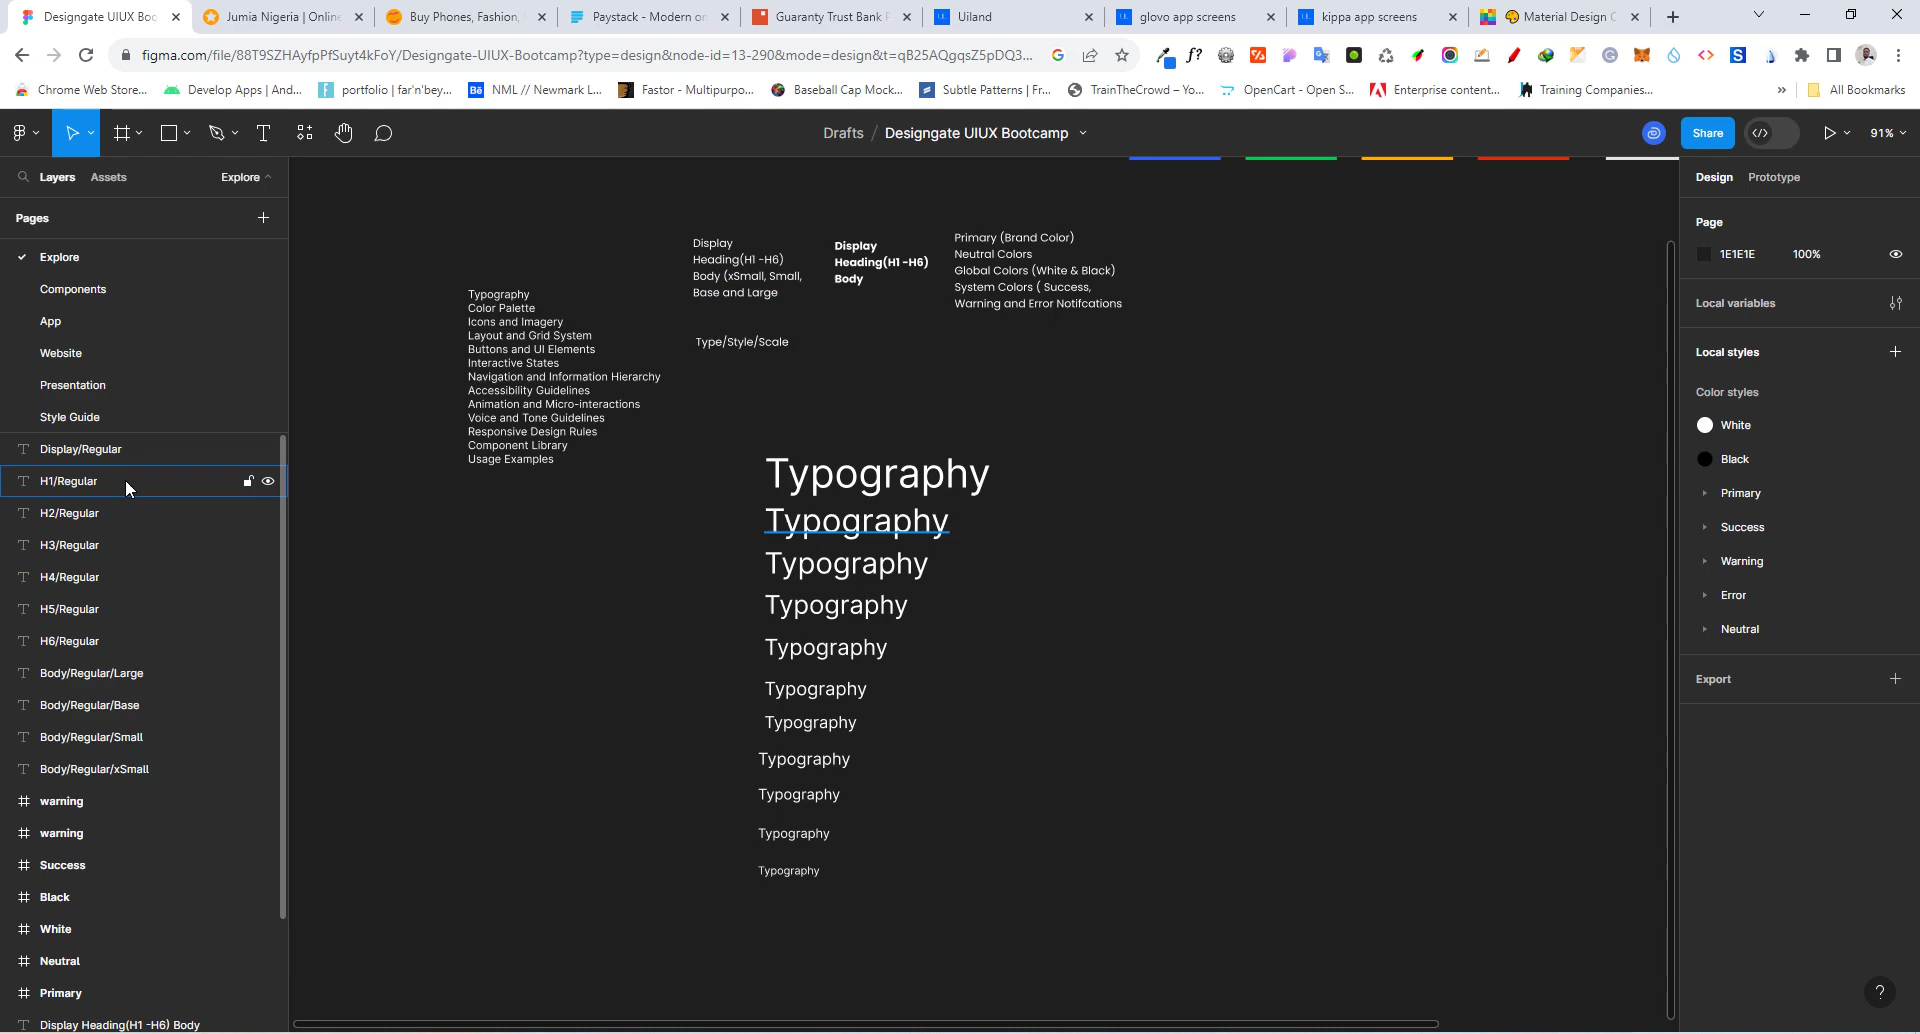 Designgate UIUX Boo
Jumia Nigeria | Online
Buy Phones, Fashion,
Paystack - Modern on
Guaranty Trust Bank P
Uiland
glovo app screens
kippa app screens
Material Design C
figma.com/file/88T9SZHAyfpPfSuyt4kFoY/Designgate-UIUX-Bootcamp?type=design&node-id=13-290&mode=design&t=qB25AQgqsZ5pDQ3...
Chrome Web Store...
Develop Apps | And...
portfolio | far'n'bey...
NML // Newmark L...
Fastor - Multipurpo...
Baseball Cap Mock...
Subtle Patterns | Fr...
TrainTheCrowd – Yo...
OpenCart - Open S...
Enterprise content...
Training Companies...
»
All Bookmarks
Drafts / Designgate UIUX Bootcamp
Share
91%
Layers
Assets
Explore
Pages
Explore
Components
App
Website
Presentation
Style Guide
Display/Regular
H1/Regular
H2/Regular
H3/Regular
H4/Regular
H5/Regular
H6/Regular
Body/Regular/Large
Body/Regular/Base
Body/Regular/Small
Body/Regular/xSmall
warning
warning
Success
Black
White
Neutral
Primary
Display Heading(H1 -H6) Body
Typography
Color Palette
Icons and Imagery
Layout and Grid System
Buttons and UI Elements
Interactive States
Navigation and Information Hierarchy
Accessibility Guidelines
Animation and Micro-interactions
Voice and Tone Guidelines
Responsive Design Rules
Component Library
Usage Examples
Display
Heading(H1 -H6)
Body (xSmall, Small,
Base and Large
Type/Style/Scale
Display
Heading(H1 -H6)
Body
Primary (Brand Color)
Neutral Colors
Global Colors (White & Black)
System Colors ( Success,
Warning and Error Notifcations
Typography
Typography
Typography
Typography
Typography
Typography
Typography
Typography
Typography
Typography
Typography
Design
Prototype
Page
1E1E1E
100%
Local variables
Local styles
Color styles
White
Black
Primary
Success
Warning
Error
Neutral
Export
?